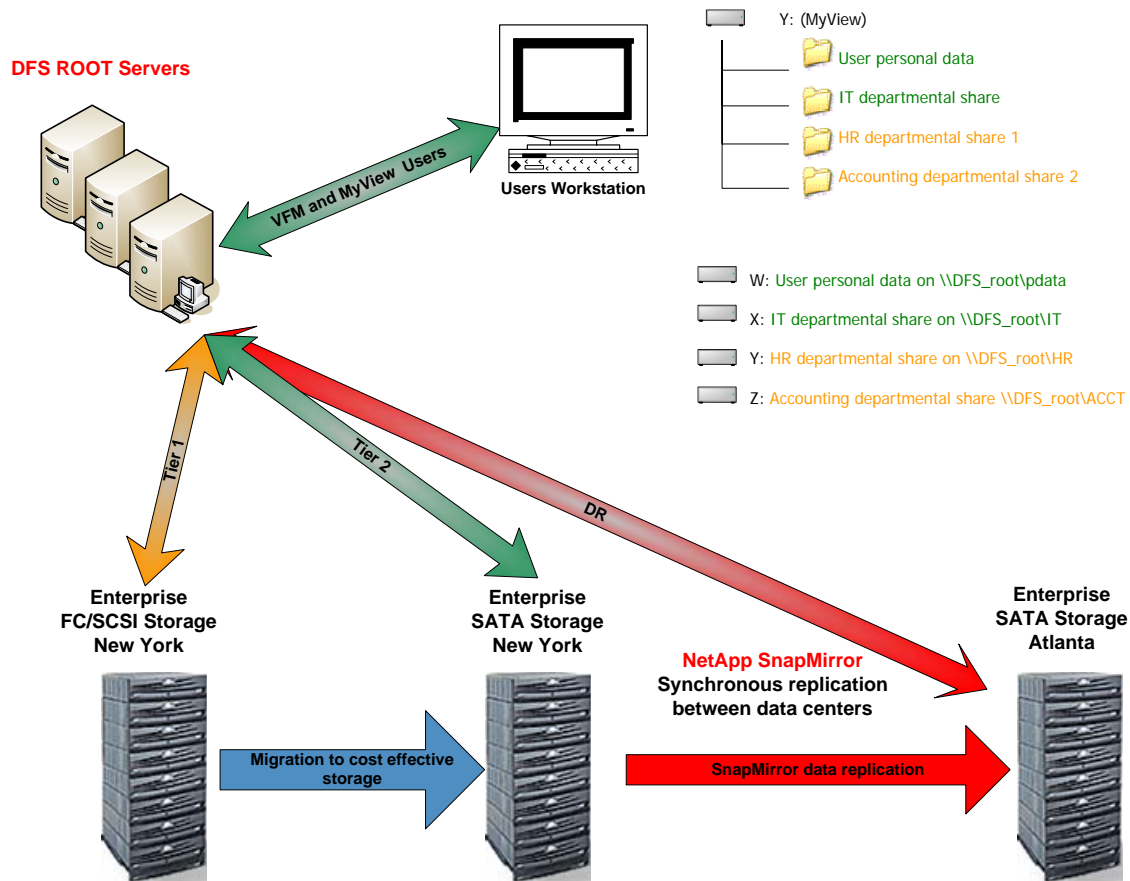 DFS ROOT Servers
VFM and MyView Users
Users Workstation
Y: (MyView)
User personal data
IT departmental share
HR departmental share 1
Accounting departmental share 2
W: User personal data on \\DFS_root\pdata
X: IT departmental share on \\DFS_root\IT
Y: HR departmental share on \\DFS_root\HR
Z: Accounting departmental share \\DFS_root\ACCT
Tier 1
Tier 2
DR
Enterprise
FC/SCSI Storage
New York
Enterprise
SATA Storage
New York
Enterprise
SATA Storage
Atlanta
NetApp SnapMirror
Synchronous replication
between data centers
Migration to cost effective
storage
SnapMirror data replication